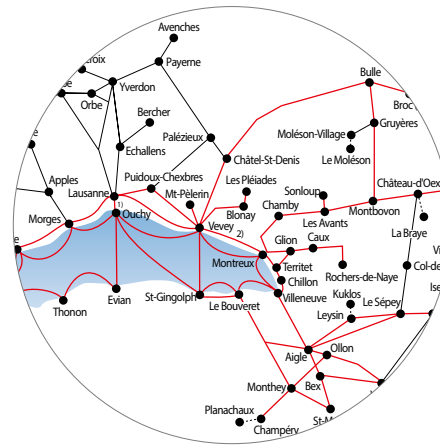 Avenches
Payerne
Yverdon
Orbe
Bercher
Echallens
Palézieux
Bulle
Broc
Gruyères
Moléson-Village
Le Moléson
Châtel-St-Denis
Puidoux-Chexbres
Mt-Pèlerin
Les Pléiades
Blonay
Apples
Lausanne
1)
Ouchy
Morges
Vevey
2)
Sonloup
Chamby
Les Avants
Château-d'Oex
Montbovon
La Braye
Glion
Caux
Montreux
Territet
Chillon
Rochers-de-Naye
Villeneuve
Kuklos
Le Sépey
Leysin
Col-de
Thonon
Evian
St-Gingolph
Le Bouveret
Aigle
Ollon
Bex
Monthey
Planachaux
Champéry
St-M